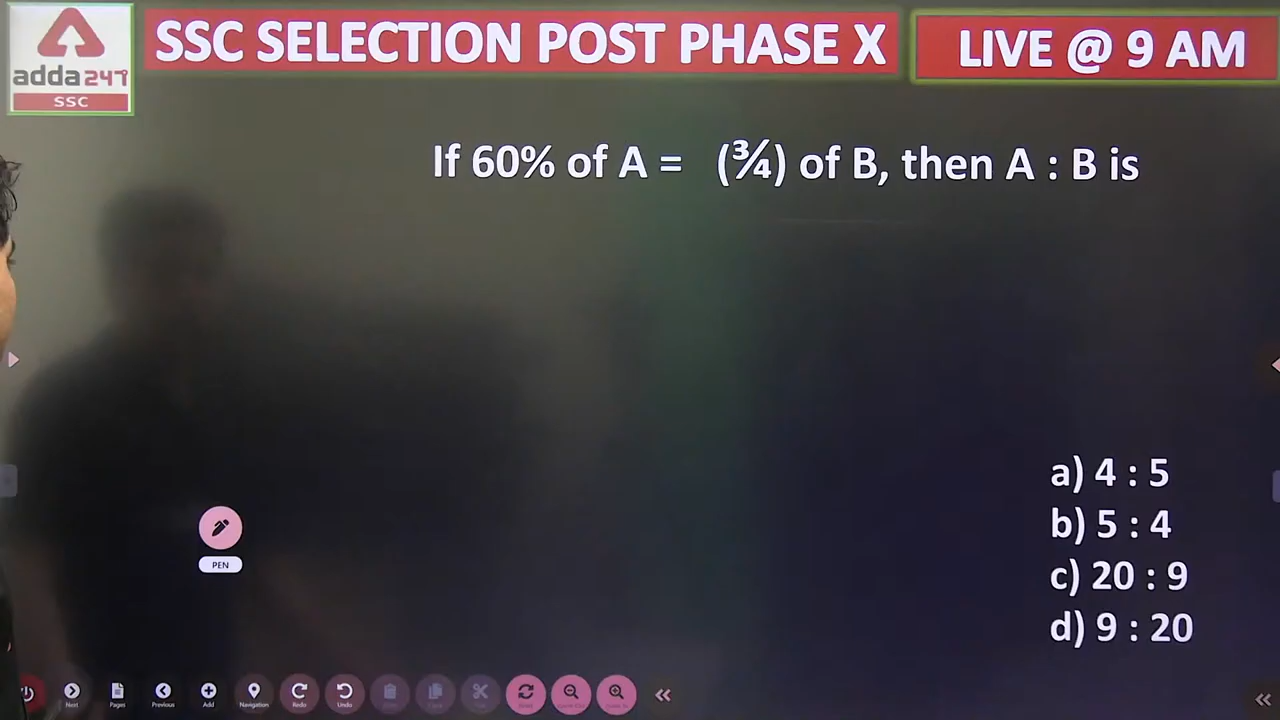 SSC SELECTION POST PHASE X
LIVE @ 9 AM
adda247
SSC
If 60% of A = (¾) of B, then A : B is
a) 4 : 5
b) 5 : 4
c) 20 : 9
d) 9 : 20
PEN
Next
Pages
Previous
Add
Navigation
Redo
Undo